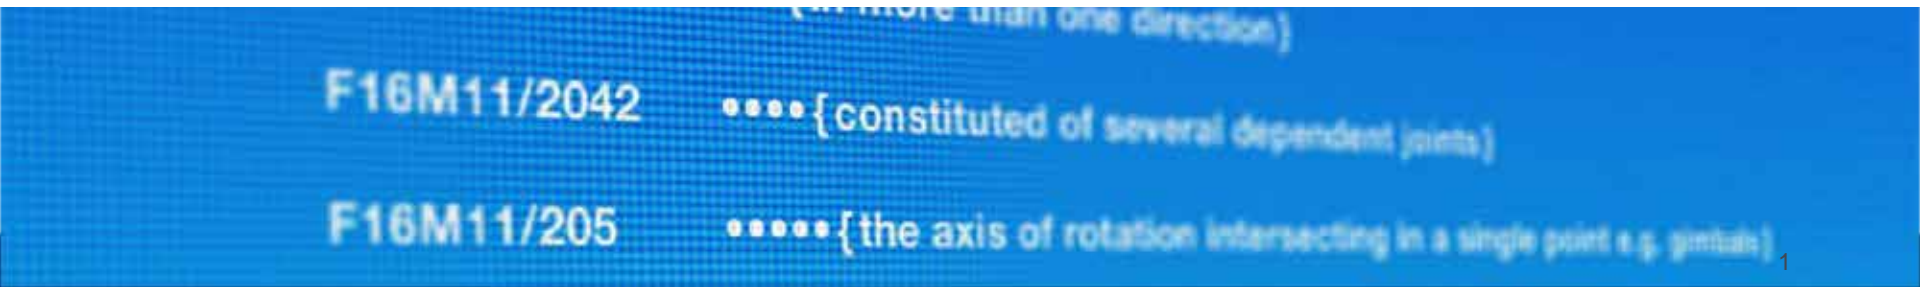 {in more than one direction}
F16M11/2042 ••••{constituted of several dependent joints}
F16M11/205 •••••{the axis of rotation intersecting in a single point e.g. gimbals}
1